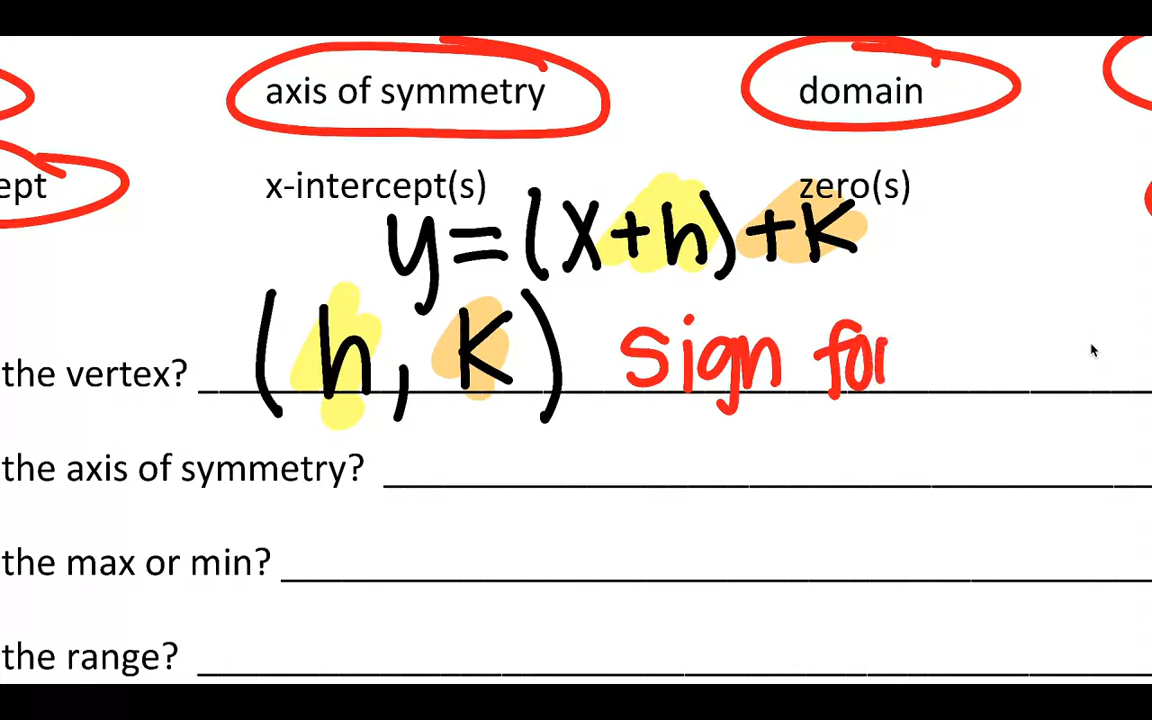 axis of symmetry domain
ept x-intercept(s) zero(s)
y=(x+h)+k
the vertex? (h, k) sign for
the axis of symmetry?
the max or min?
the range?